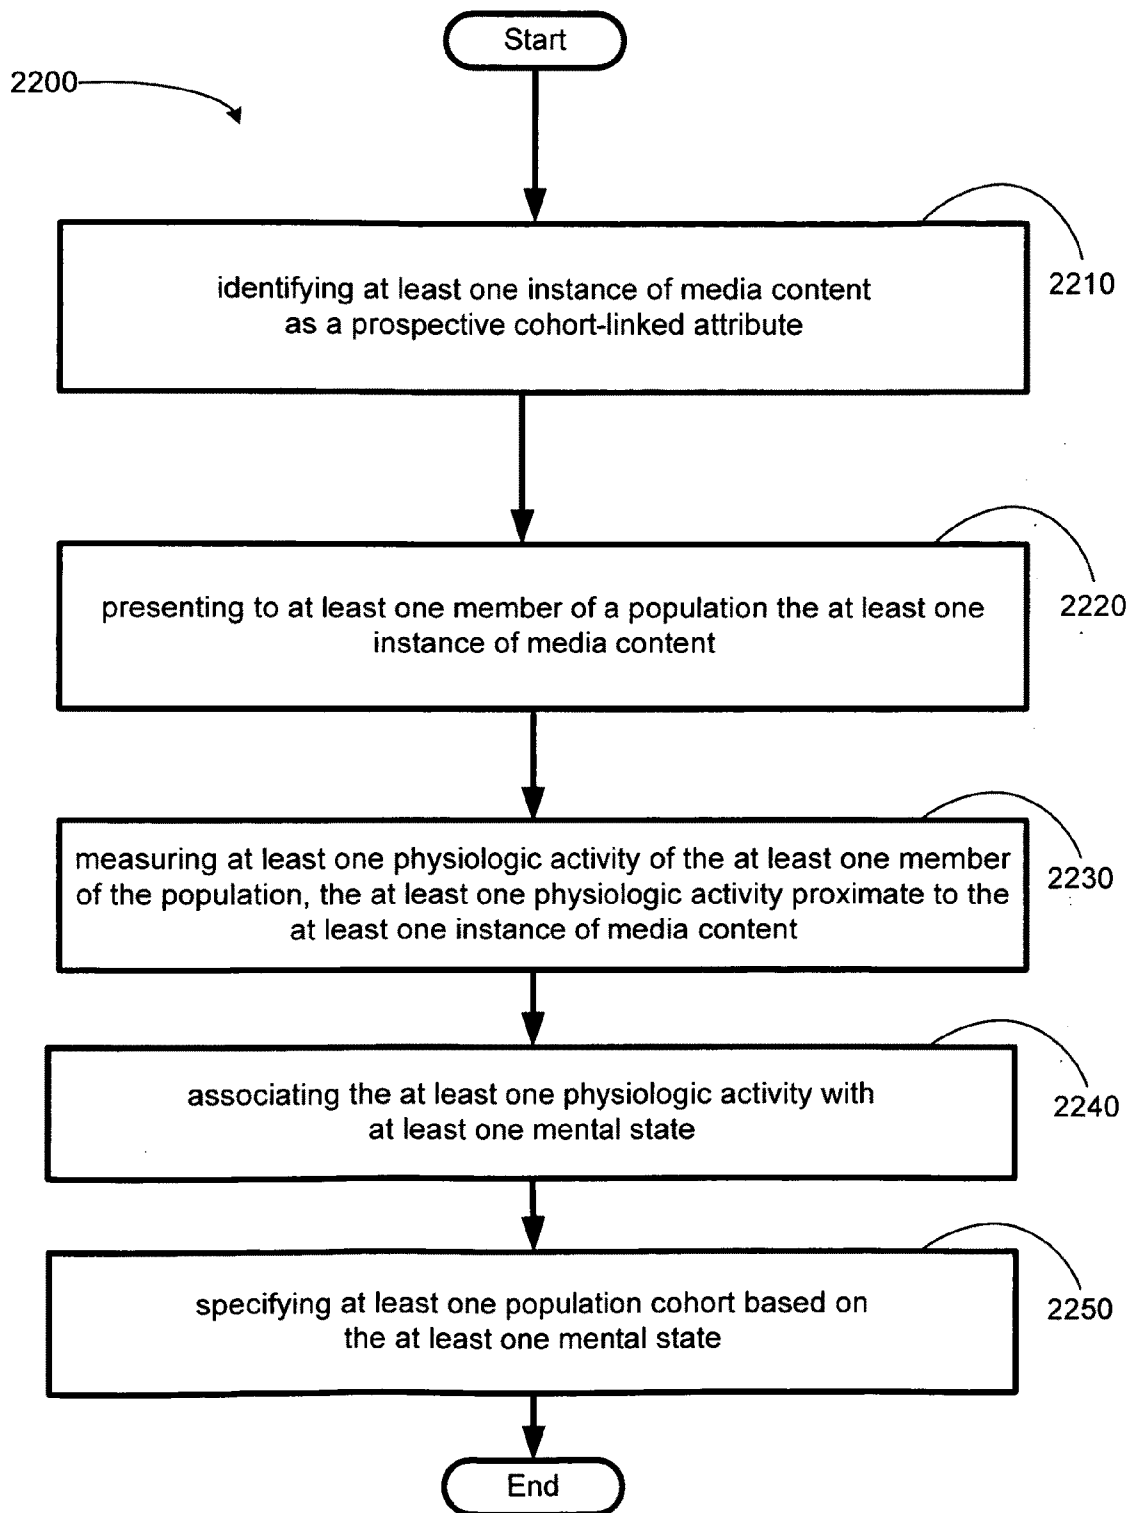 Start
2200
identifying at least one instance of media content
as a prospective cohort-linked attribute
2210
presenting to at least one member of a population the at least one
instance of media content
2220
measuring at least one physiologic activity of the at least one member
of the population, the at least one physiologic activity proximate to the
at least one instance of media content
2230
associating the at least one physiologic activity with
at least one mental state
2240
specifying at least one population cohort based on
the at least one mental state
2250
End